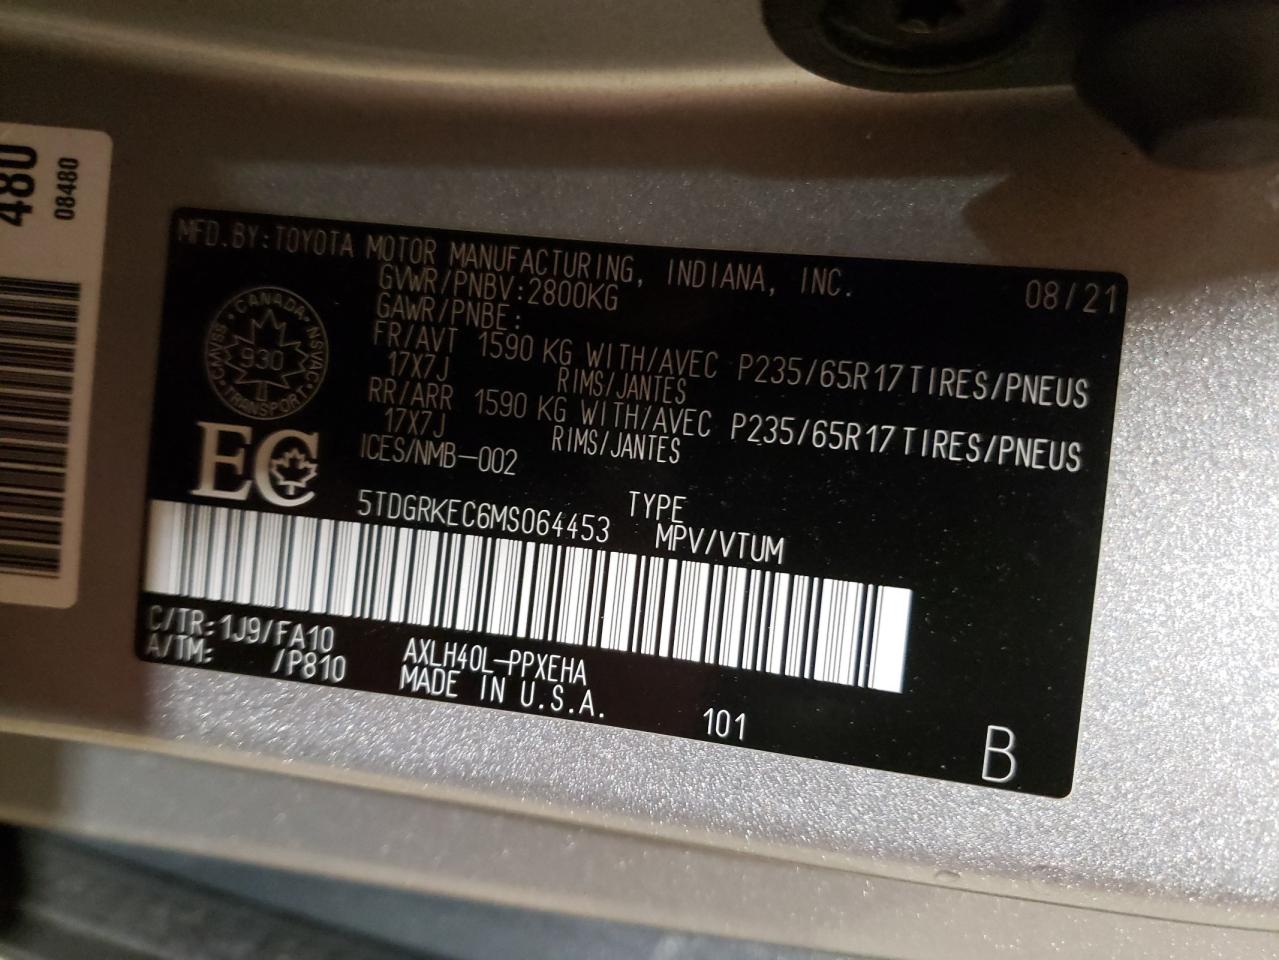 480
08480
MFD.BY:TOYOTA MOTOR MANUFACTURING, INDIANA, INC. 08/21
GVWR/PNBV:2800KG
GAWR/PNBE:
FR/AVT 1590 KG WITH/AVEC P235/65R17 TIRES/PNEUS
17X7J RIMS/JANTES
RR/ARR 1590 KG WITH/AVEC P235/65R17 TIRES/PNEUS
17X7J RIMS/JANTES
ICES/NMB-002
CANADA
CMVSS NSVAC
930
TRANSPORT
EC
5TDGRKEC6MS064453 TYPE
MPV/VTUM
C/TR:1J9/FA10 AXLH40L-PPXEHA
A/TM: /P810 MADE IN U.S.A.
101
B